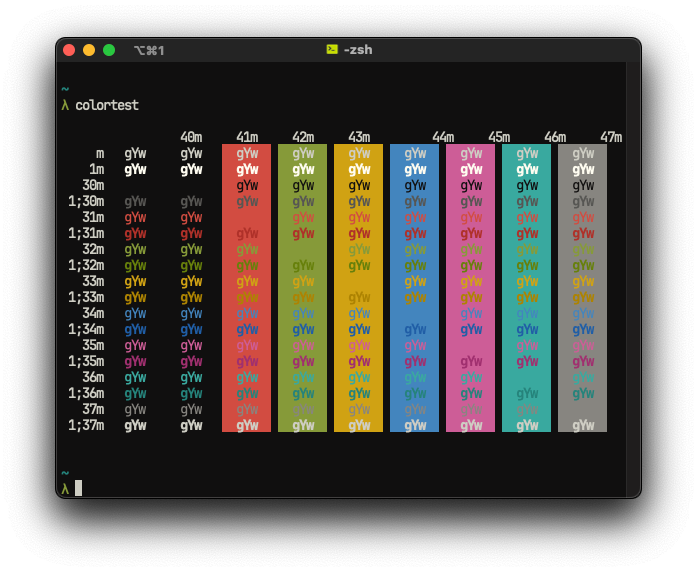 ⌥⌘1 -zsh
~
λ colortest
40m 41m 42m 43m 44m 45m 46m 47m
m gYw gYw gYw gYw gYw gYw gYw gYw gYw
1m gYw gYw gYw gYw gYw gYw gYw gYw gYw
30m gYw gYw gYw gYw gYw gYw gYw
1;30m gYw gYw gYw gYw gYw gYw gYw gYw gYw
31m gYw gYw gYw gYw gYw gYw gYw gYw
1;31m gYw gYw gYw gYw gYw gYw gYw gYw gYw
32m gYw gYw gYw gYw gYw gYw gYw gYw
1;32m gYw gYw gYw gYw gYw gYw gYw gYw gYw
33m gYw gYw gYw gYw gYw gYw gYw gYw
1;33m gYw gYw gYw gYw gYw gYw gYw gYw gYw
34m gYw gYw gYw gYw gYw gYw gYw gYw
1;34m gYw gYw gYw gYw gYw gYw gYw gYw gYw
35m gYw gYw gYw gYw gYw gYw gYw gYw
1;35m gYw gYw gYw gYw gYw gYw gYw gYw gYw
36m gYw gYw gYw gYw gYw gYw gYw gYw
1;36m gYw gYw gYw gYw gYw gYw gYw gYw gYw
37m gYw gYw gYw gYw gYw gYw gYw gYw
1;37m gYw gYw gYw gYw gYw gYw gYw gYw gYw
~
λ